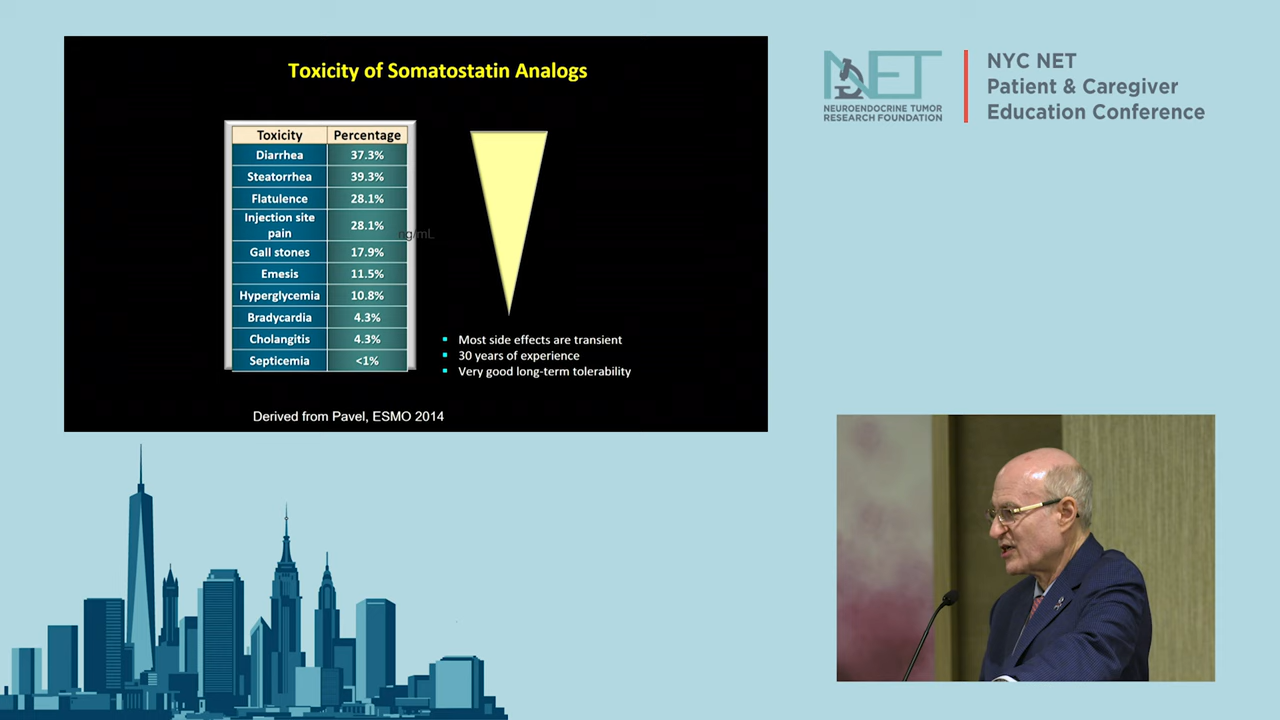 Toxicity of Somatostatin Analogs
Toxicity Percentage
Diarrhea 37.3%
Steatorrhea 39.3%
Flatulence 28.1%
Injection site
pain 28.1%
ng/mL
Gall stones 17.9%
Emesis 11.5%
Hyperglycemia 10.8%
Bradycardia 4.3%
Cholangitis 4.3%
Septicemia <1%
▪ Most side effects are transient
▪ 30 years of experience
▪ Very good long-term tolerability
Derived from Pavel, ESMO 2014
NET
NEUROENDOCRINE TUMOR
RESEARCH FOUNDATION
NYC NET
Patient & Caregiver
Education Conference